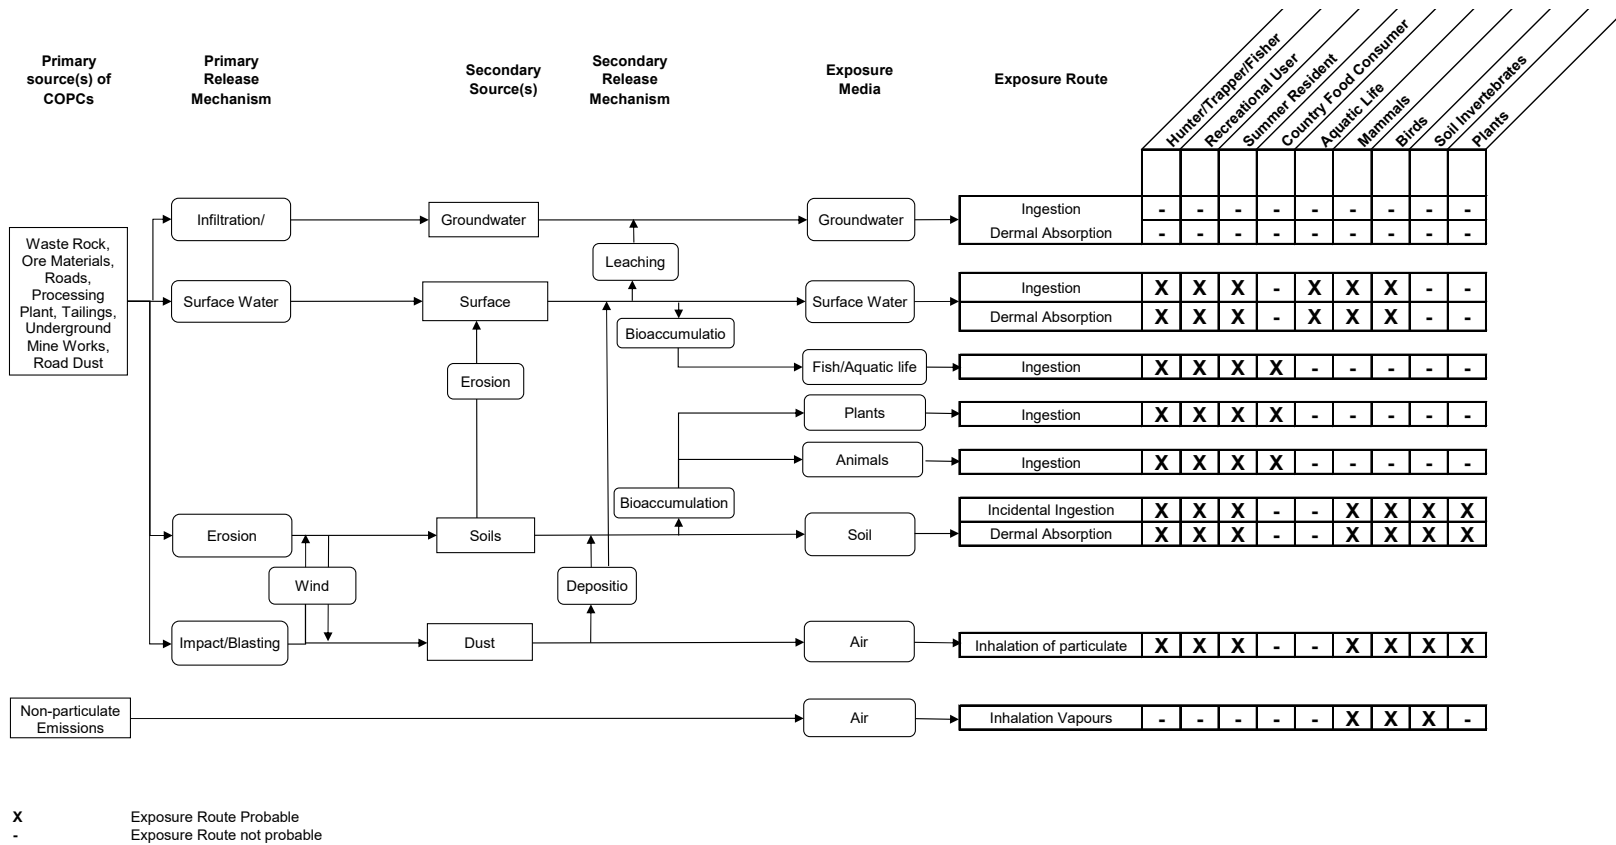 Primary
source(s) of
COPCs
Primary
Release
Mechanism
Secondary
Source(s)
Secondary
Release
Mechanism
Exposure
Media
Exposure Route
Hunter/Trapper/Fisher
Recreational User
Summer Resident
Country Food Consumer
Aquatic Life
Mammals
Birds
Soil Invertebrates
Plants
Waste Rock,
Ore Materials,
Roads,
Processing
Plant, Tailings,
Underground
Mine Works,
Road Dust
Infiltration/
Groundwater
Groundwater
Ingestion - - - - - - - - -
Dermal Absorption - - - - - - - - -
Leaching
Surface Water
Surface
Surface Water
Ingestion X X X - X X X - -
Dermal Absorption X X X - X X X - -
Bioaccumulatio
Erosion
Fish/Aquatic life
Ingestion X X X X - - - - -
Plants
Ingestion X X X X - - - - -
Animals
Ingestion X X X X - - - - -
Bioaccumulation
Erosion
Soils
Soil
Incidental Ingestion X X X - - X X X X
Dermal Absorption X X X - - X X X X
Wind
Depositio
Impact/Blasting
Dust
Air
Inhalation of particulate X X X - - X X X X
Non-particulate
Emissions
Air
Inhalation Vapours - - - - - X X X -
X Exposure Route Probable
- Exposure Route not probable